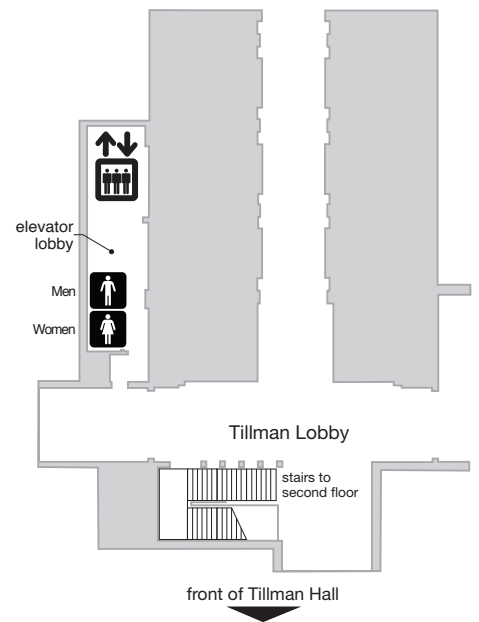 elevator
lobby
Men
Women
Tillman Lobby
stairs to
second floor
front of Tillman Hall